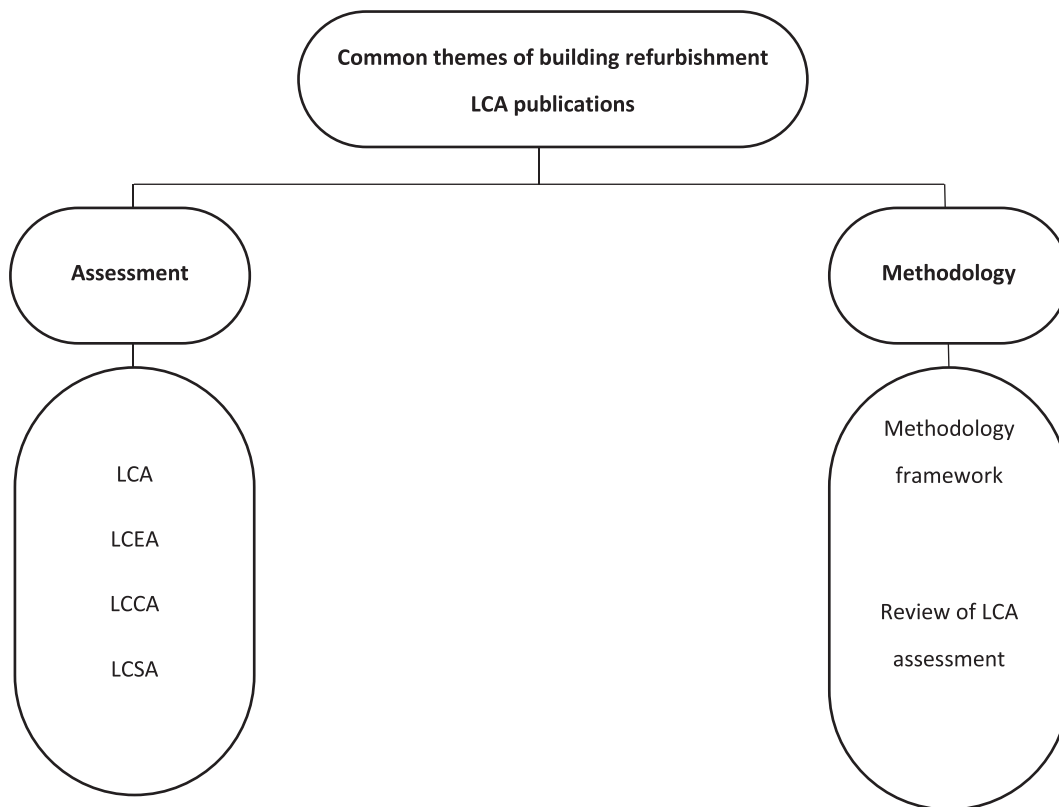 Common themes of building refurbishment
LCA publications
Assessment
Methodology
LCA
LCEA
LCCA
LCSA
Methodology
framework
Review of LCA
assessment